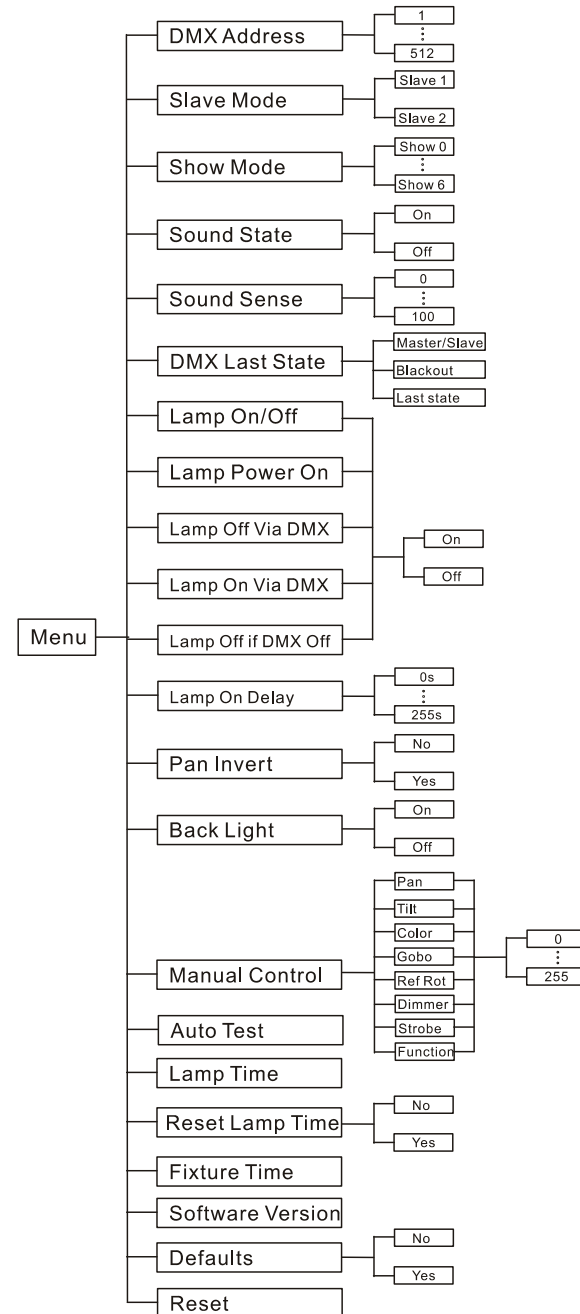 Menu
DMX Address
1
512
Slave Mode
Slave 1
Slave 2
Show Mode
Show 0
Show 6
Sound State
On
Off
Sound Sense
0
100
DMX Last State
Master/Slave
Blackout
Last state
Lamp On/Off
Lamp Power On
Lamp Off Via DMX
Lamp On Via DMX
Lamp Off if DMX Off
On
Off
Lamp On Delay
0s
255s
Pan Invert
No
Yes
Back Light
On
Off
Manual Control
Pan
Tilt
Color
Gobo
Ref Rot
Dimmer
Strobe
Function
0
255
Auto Test
Lamp Time
Reset Lamp Time
No
Yes
Fixture Time
Software Version
Defaults
No
Yes
Reset